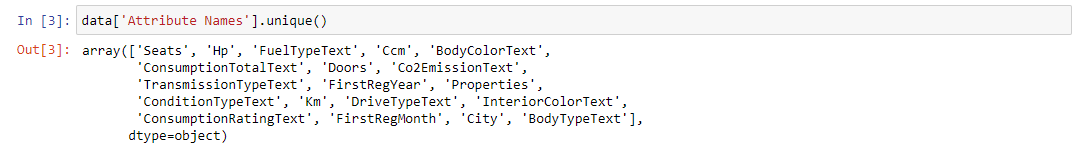 In [3]: data['Attribute Names'].unique()
Out[3]: array(['Seats', 'Hp', 'FuelTypeText', 'Ccm', 'BodyColorText',
'ConsumptionTotalText', 'Doors', 'Co2EmissionText',
'TransmissionTypeText', 'FirstRegYear', 'Properties',
'ConditionTypeText', 'Km', 'DriveTypeText', 'InteriorColorText',
'ConsumptionRatingText', 'FirstRegMonth', 'City', 'BodyTypeText'],
dtype=object)